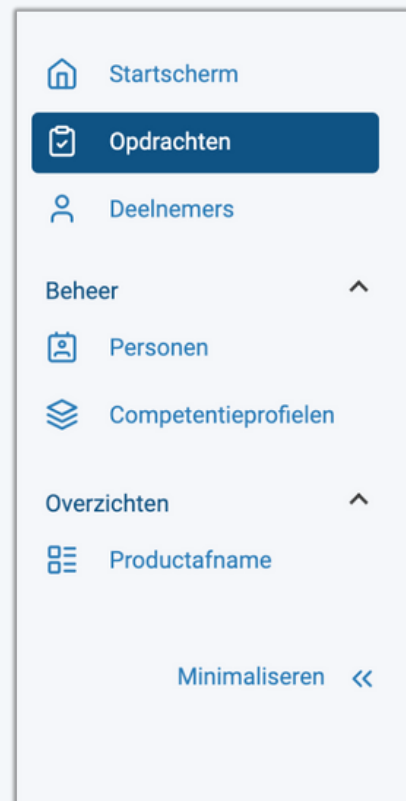 Startscherm
Opdrachten
Deelnemers
Beheer
Personen
Competentieprofielen
Overzichten
Productafname
Minimaliseren